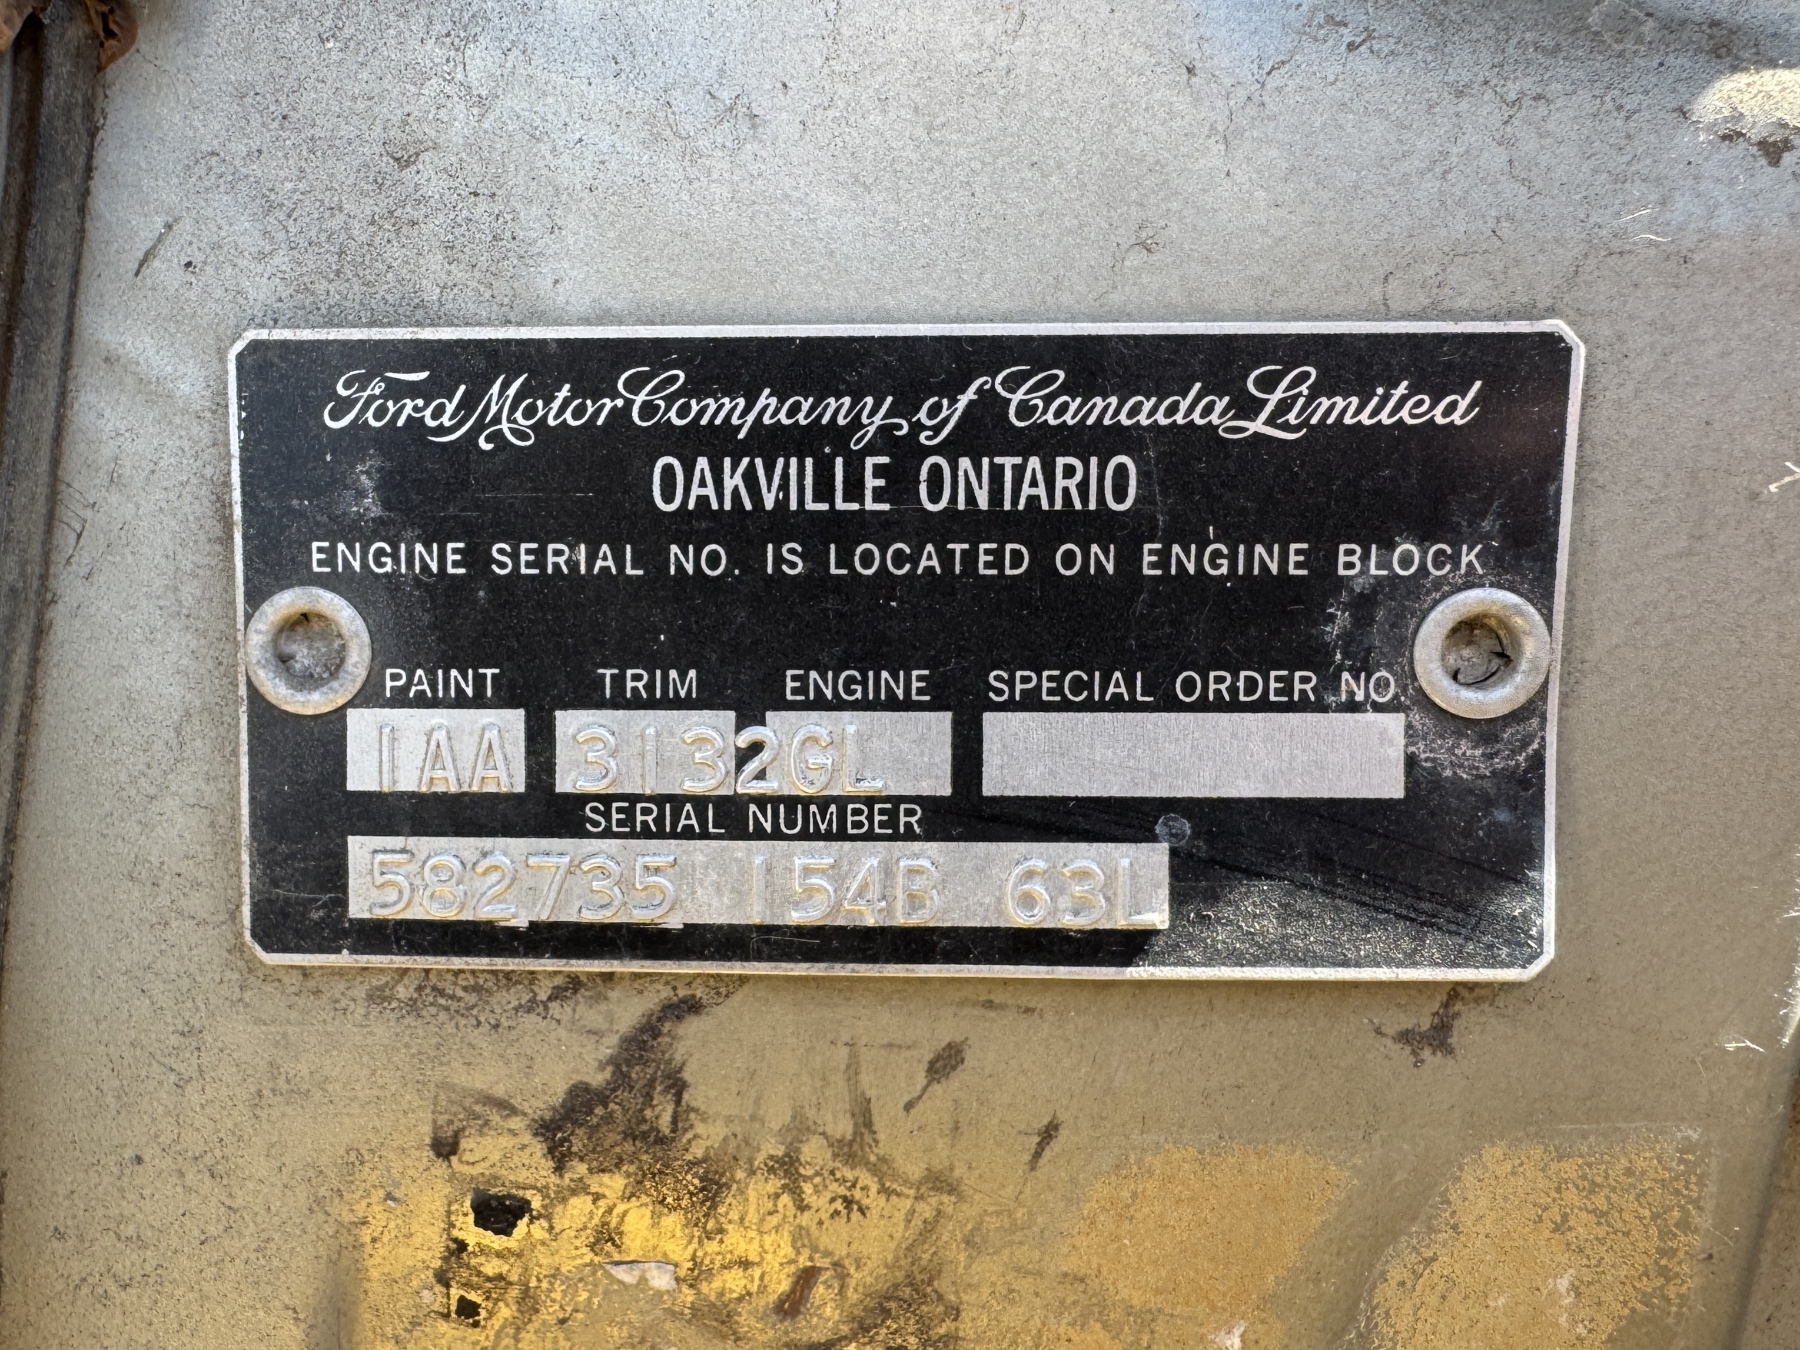 Ford Motor Company of Canada Limited
OAKVILLE ONTARIO
ENGINE SERIAL NO. IS LOCATED ON ENGINE BLOCK
PAINT TRIM ENGINE SPECIAL ORDER NO
1AA 3132GL
SERIAL NUMBER
582735 154B 63L